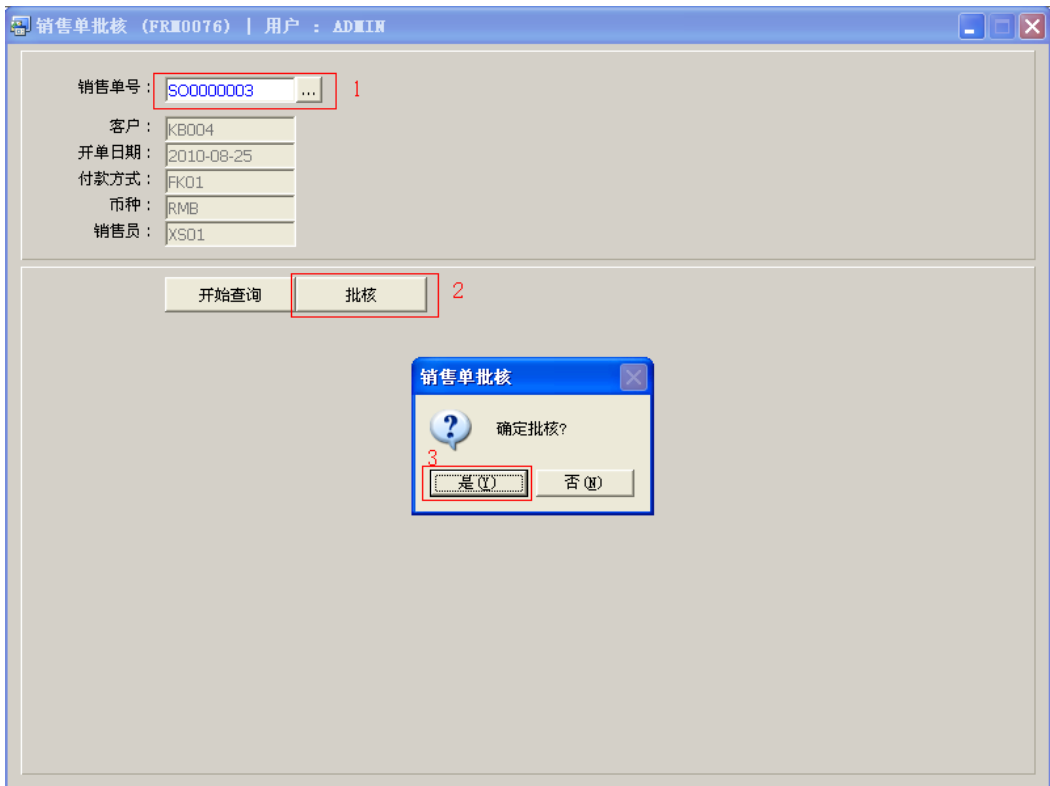 销售单批核 (FRM0076) | 用户 : ADMIN
销售单号： SO0000003 ... 1
客户： KB004
开单日期： 2010-08-25
付款方式： FK01
币种： RMB
销售员： XS01
开始查询 批核 2
销售单批核
确定批核?
3
是(Y) 否(N)